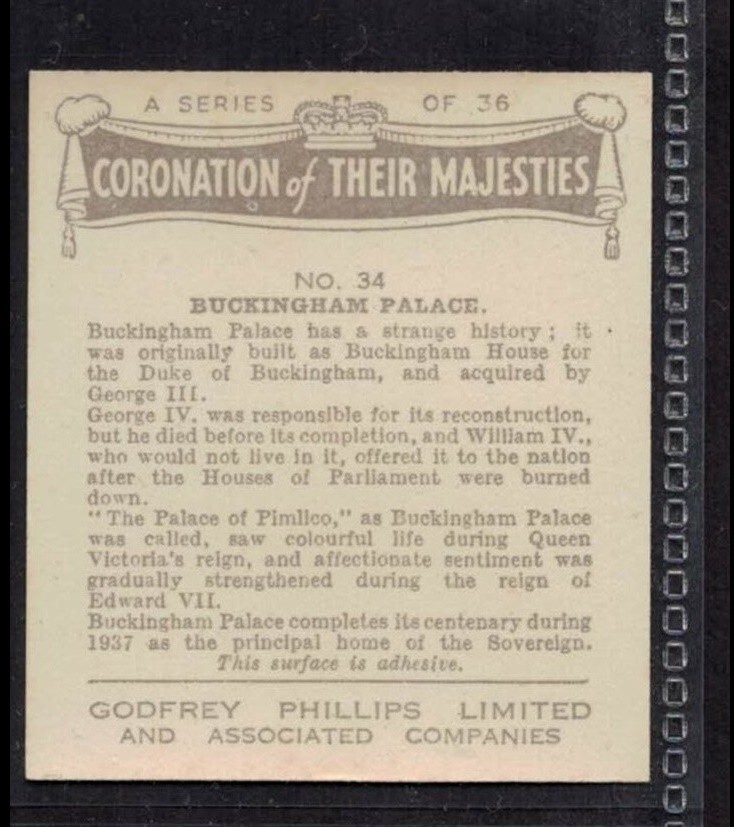 A SERIES OF 36
CORONATION of THEIR MAJESTIES
NO. 34
BUCKINGHAM PALACE.
Buckingham Palace has a strange history; it
was originally built as Buckingham House for
the Duke of Buckingham, and acquired by
George III.
George IV. was responsible for its reconstruction,
but he died before its completion, and William IV.,
who would not live in it, offered it to the nation
after the Houses of Parliament were burned
down.
"The Palace of Pimlico," as Buckingham Palace
was called, saw colourful life during Queen
Victoria's reign, and affectionate sentiment was
gradually strengthened during the reign of
Edward VII.
Buckingham Palace completes its centenary during
1937 as the principal home of the Sovereign.
This surface is adhesive.
GODFREY PHILLIPS LIMITED
AND ASSOCIATED COMPANIES